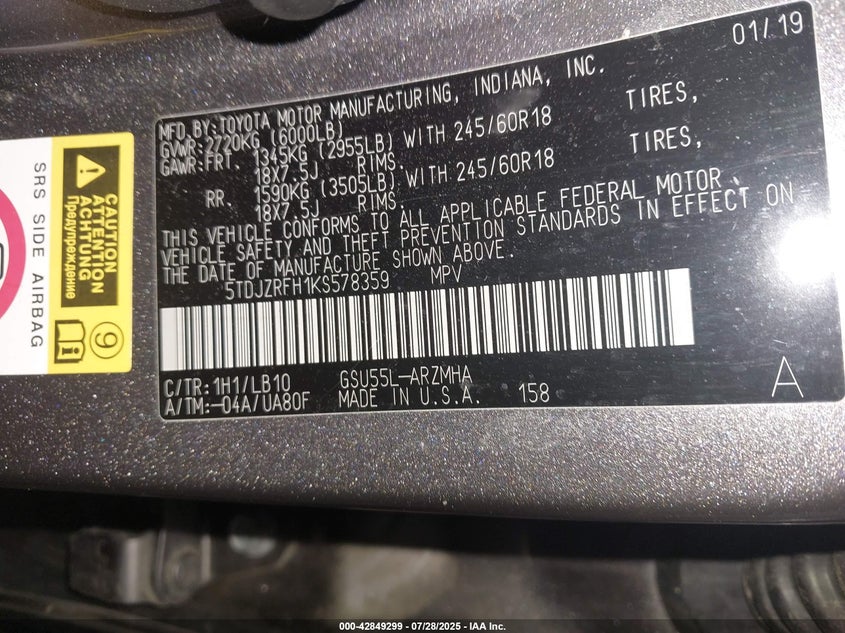 01/19
MFD.BY:TOYOTA MOTOR MANUFACTURING, INDIANA, INC.
GVWR:2720KG (6000LB)
GAWR:FRT. 1345KG (2955LB) WITH 245/60R18 TIRES,
18X7.5J RIMS.
RR. 1590KG (3505LB) WITH 245/60R18 TIRES,
18X7.5J RIMS.
THIS VEHICLE CONFORMS TO ALL APPLICABLE FEDERAL MOTOR
VEHICLE SAFETY AND THEFT PREVENTION STANDARDS IN EFFECT ON
THE DATE OF MANUFACTURE SHOWN ABOVE.
5TDJZRFH1KS578359 MPV
C/TR:1H1/LB10 GSU55L-ARZMHA
A/TM:-04A/UA80F MADE IN U.S.A. 158
A
CAUTION
ATTENTION
ACHTUNG
Предупреждение
9
SRS SIDE AIRBAG
000-42849299 - 07/28/2025 - IAA Inc.